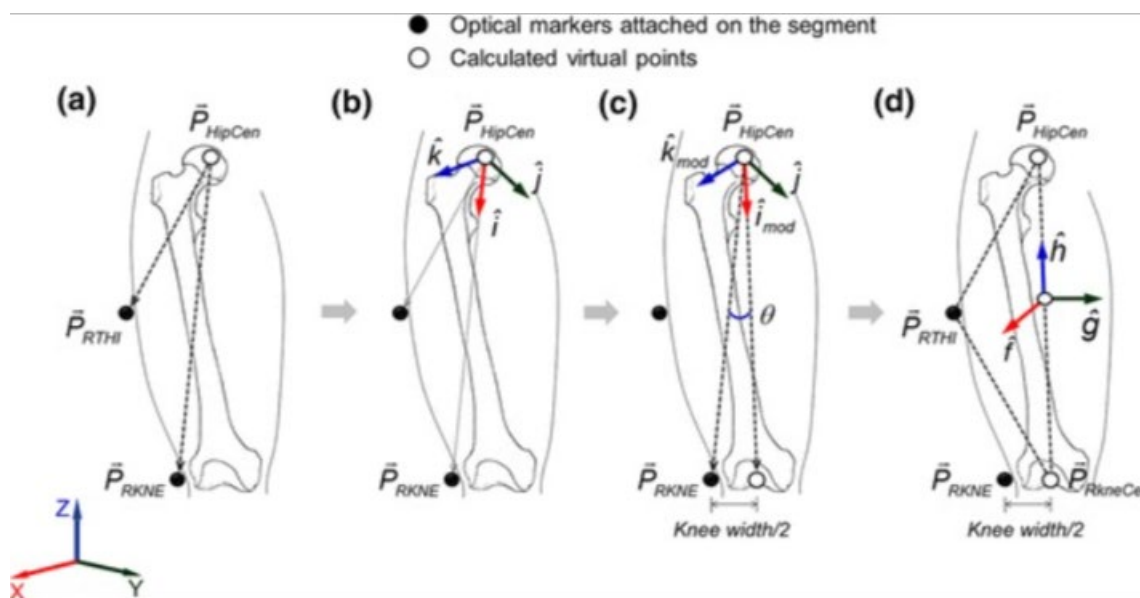 Optical markers attached on the segment
Calculated virtual points
(a) (b) (c) (d)
P⃗HipCen P⃗HipCen P⃗HipCen P⃗HipCen
k̂ ĵ î
k̂mod ĵ îmod
θ
P⃗RTHI
ĥ ĝ f̂
P⃗RTHI
P⃗RKNE P⃗RKNE P⃗RKNE P⃗RKNE P⃗RkneCe
Knee width/2 Knee width/2
Z
X Y